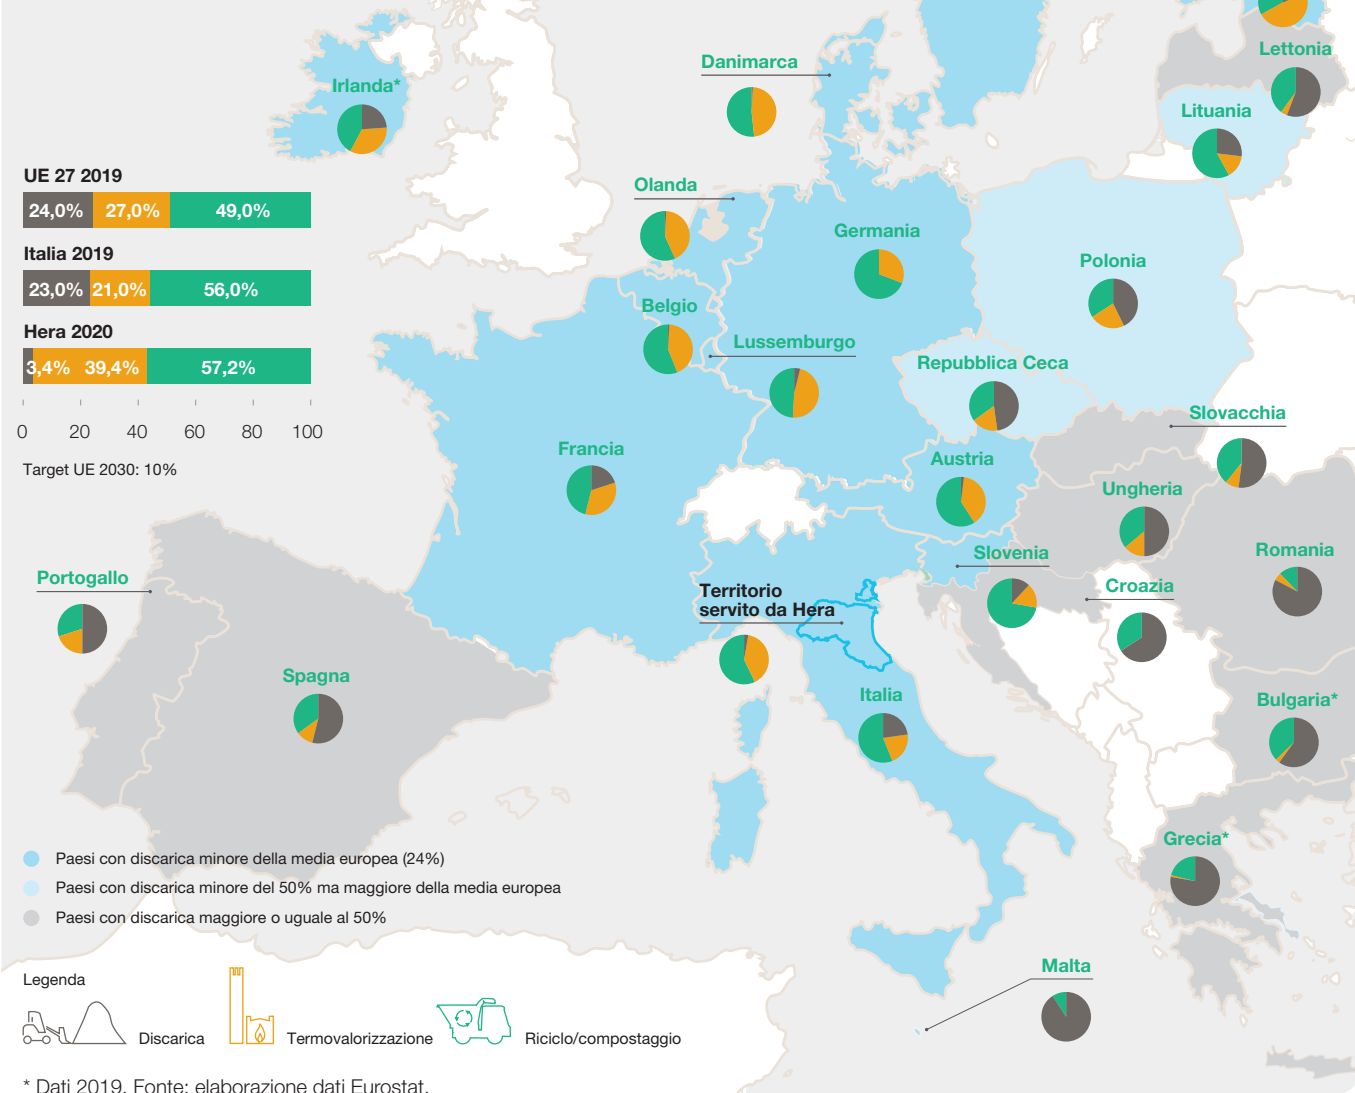 Lettonia
Danimarca
Irlanda*
Lituania
UE 27 2019
24,0% 27,0% 49,0%
Olanda
Germania
Italia 2019
23,0% 21,0% 56,0%
Polonia
Belgio
Hera 2020
3,4% 39,4% 57,2%
Lussemburgo
Repubblica Ceca
0 20 40 60 80 100
Slovacchia
Target UE 2030: 10%
Francia
Austria
Ungheria
Romania
Slovenia
Portogallo
Croazia
Territorio
servito da Hera
Spagna
Italia
Bulgaria*
Grecia*
Paesi con discarica minore della media europea (24%)
Paesi con discarica minore del 50% ma maggiore della media europea
Paesi con discarica maggiore o uguale al 50%
Malta
Legenda
Discarica
Termovalorizzazione
Riciclo/compostaggio
* Dati 2019. Fonte: elaborazione dati Eurostat.